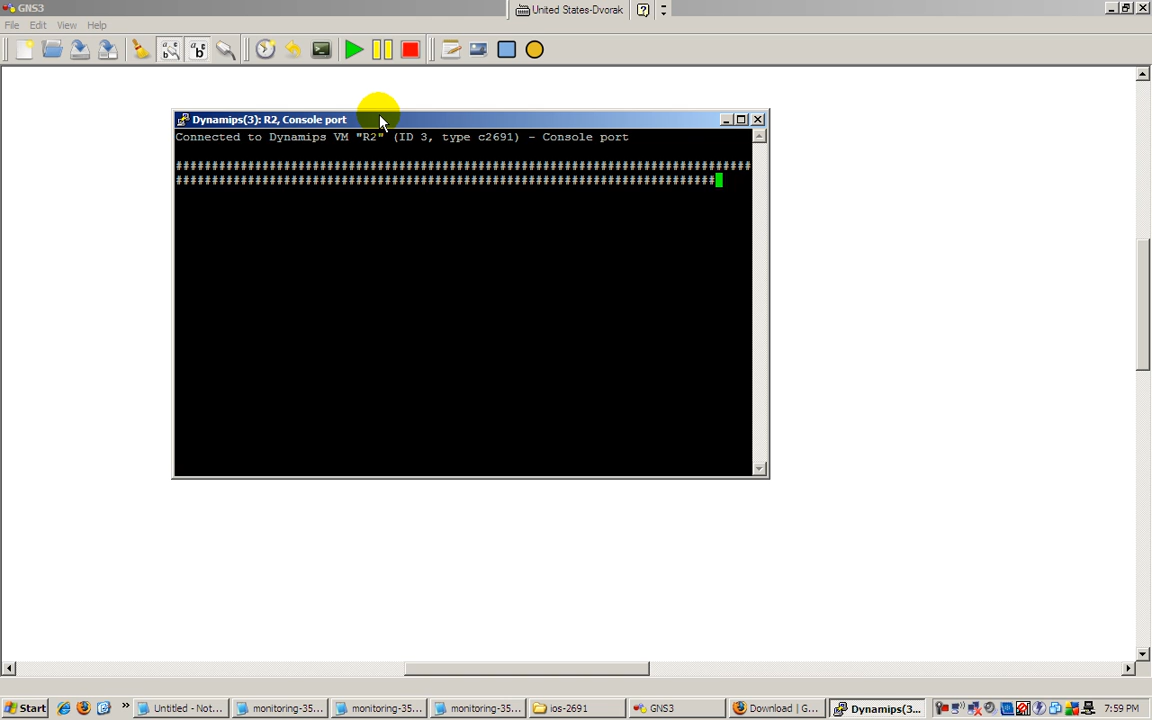 GNS3
United States-Dvorak
File Edit View Help
Dynamips(3): R2, Console port
Connected to Dynamips VM "R2" (ID 3, type c2691) - Console port
################################################################################
###########################################################################
Start
Untitled - Not...
monitoring-35...
monitoring-35...
monitoring-35...
ios-2691
GNS3
Download | G...
Dynamips(3...
7:59 PM